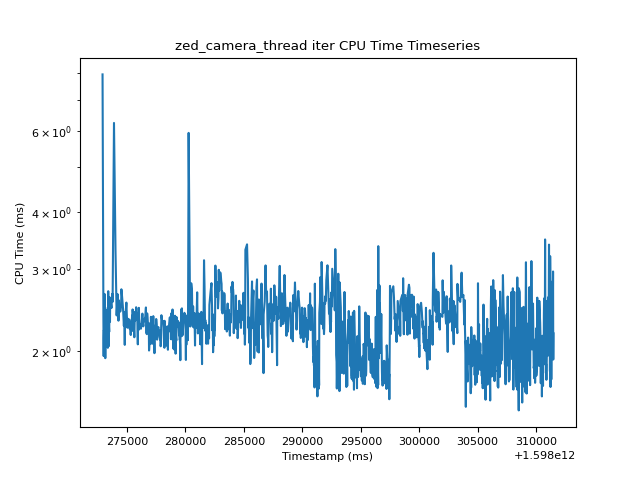 zed_camera_thread iter CPU Time Timeseries
CPU Time (ms)
6 × 10⁰
4 × 10⁰
3 × 10⁰
2 × 10⁰
275000 280000 285000 290000 295000 300000 305000 310000
Timestamp (ms)
+1.598e12